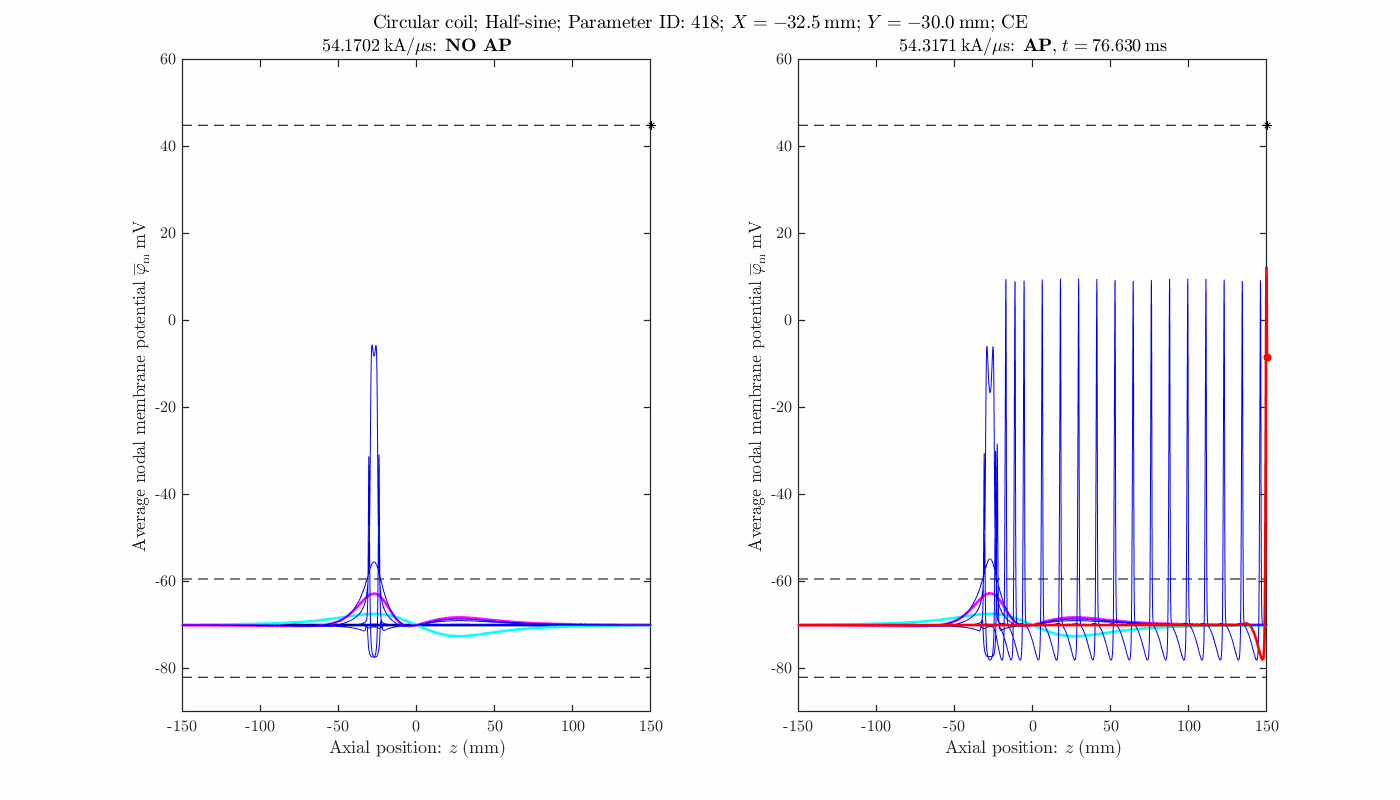 Circular coil; Half-sine; Parameter ID: 418; X = −32.5 mm; Y = −30.0 mm; CE
54.1702 kA/μs: NO AP
60
40
20
0
-20
-40
-60
-80
-150 -100 -50 0 50 100 150
Axial position: z (mm)
Average nodal membrane potential φ̅m mV
54.3171 kA/μs: AP, t = 76.630 ms
60
40
20
0
-20
-40
-60
-80
-150 -100 -50 0 50 100 150
Axial position: z (mm)
Average nodal membrane potential φ̅m mV